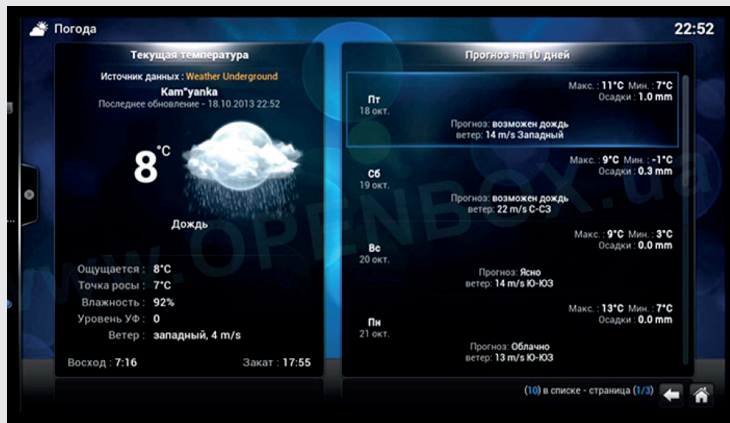 Погода
22:52
Текущая температура
Источник данных : Weather Underground
Kam"yanka
Последнее обновление - 18.10.2013 22:52
8°C
Дождь
Ощущается : 8°C
Точка росы : 7°C
Влажность : 92%
Уровень УФ : 0
Ветер : западный, 4 m/s
Восход : 7:16
Закат : 17:55
Прогноз на 10 дней
Макс. : 11°C Мин. : 7°C
Осадки : 1.0 mm
Пт
18 окт.
Прогноз: возможен дождь
ветер: 14 m/s Западный
Макс. : 9°C Мин. : -1°C
Осадки : 0.3 mm
Сб
19 окт.
Прогноз: возможен дождь
ветер: 22 m/s С-СЗ
Макс. : 9°C Мин. : 3°C
Осадки : 0.0 mm
Вс
20 окт.
Прогноз: Ясно
ветер: 14 m/s Ю-ЮЗ
Макс. : 13°C Мин. : 7°C
Осадки : 0.0 mm
Пн
21 окт.
Прогноз: Облачно
ветер: 13 m/s Ю-ЮЗ
(10) в списке - страница (1/3)
www.OPENBOX.ua